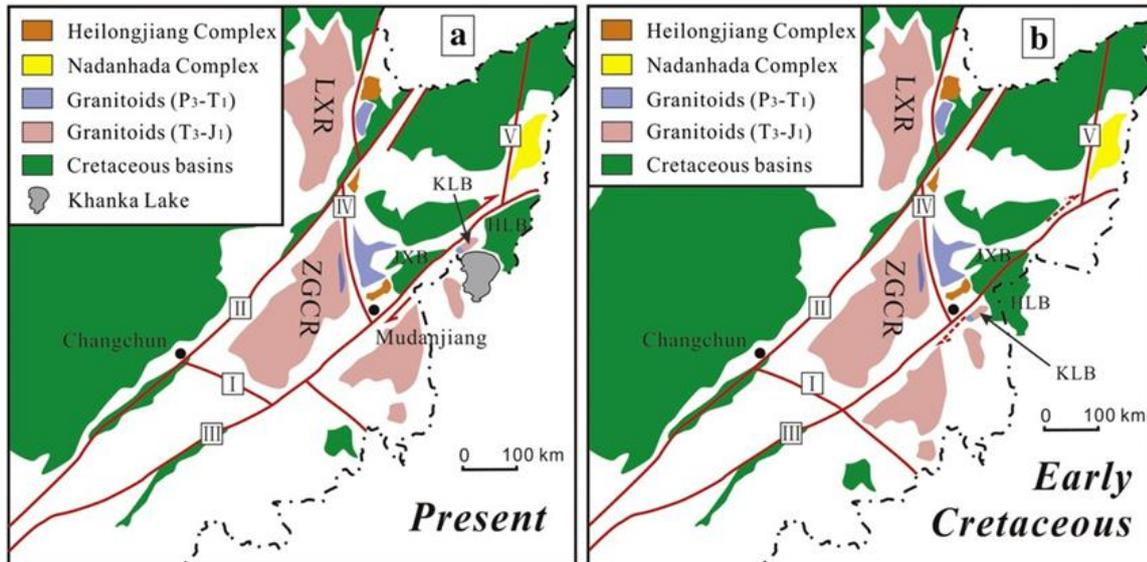 Heilongjiang Complex
Nadanhada Complex
Granitoids (P3-T1)
Granitoids (T3-J1)
Cretaceous basins
Khanka Lake
a
LXR
V
KLB
IV
HLB
JXB
ZGCR
II
Changchun
Mudanjiang
I
III
0 100 km
Present
Heilongjiang Complex
Nadanhada Complex
Granitoids (P3-T1)
Granitoids (T3-J1)
Cretaceous basins
b
LXR
V
IV
JXB
ZGCR
II
HLB
Changchun
KLB
I
III
0 100 km
Early
Cretaceous